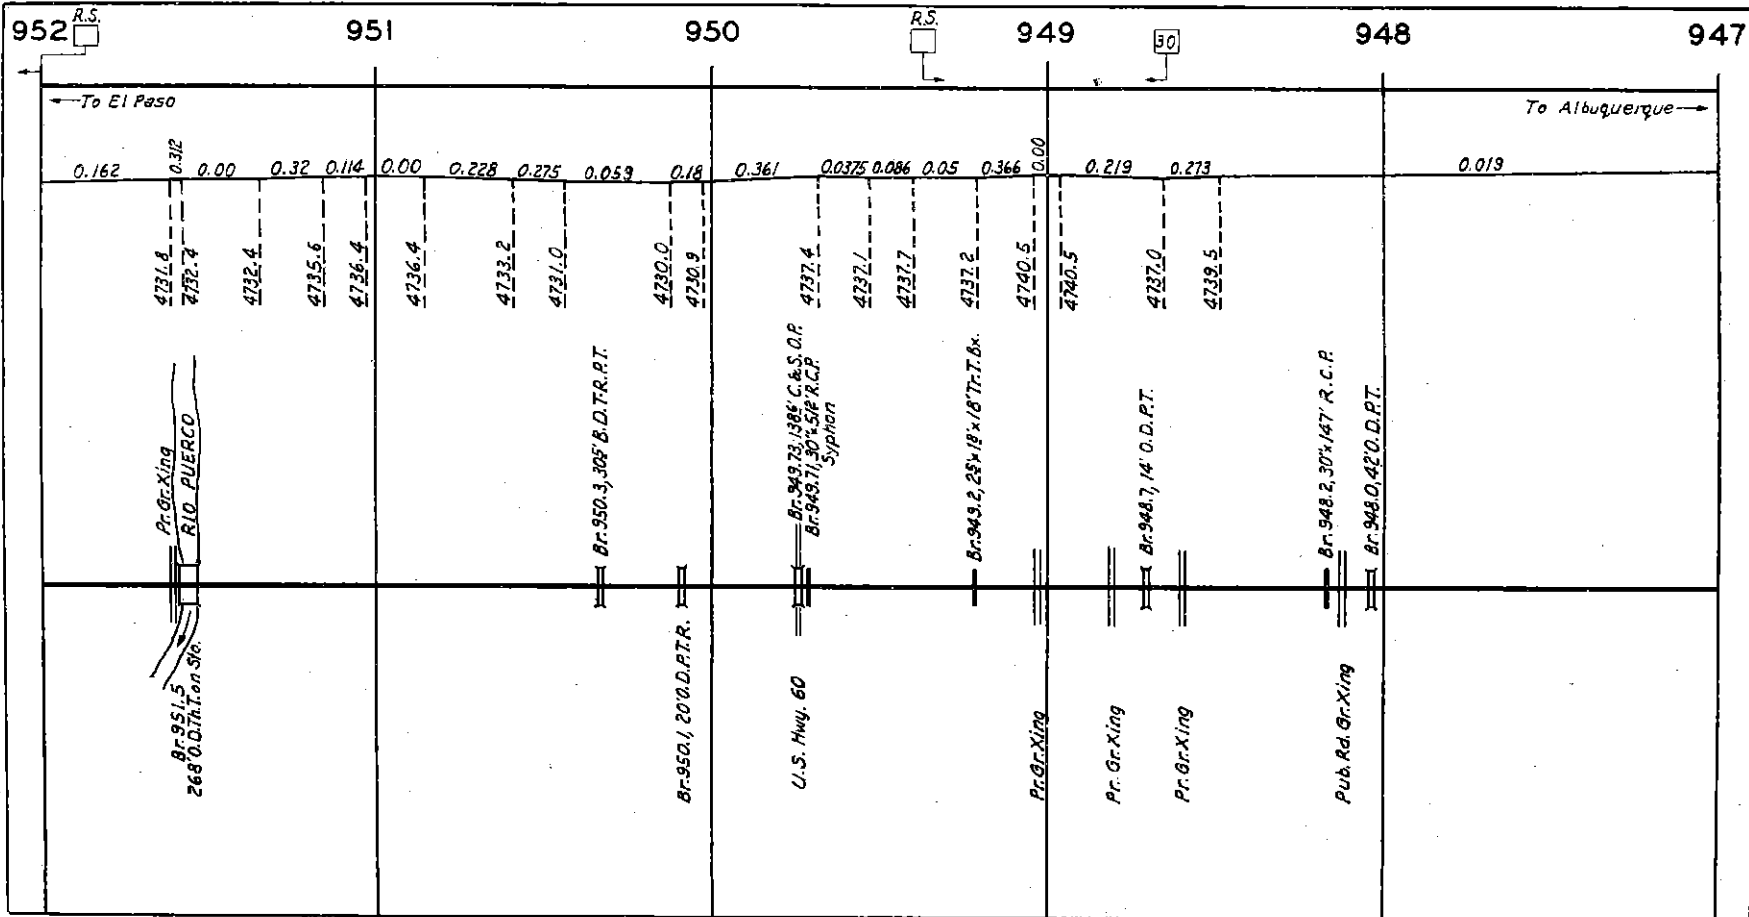 952 R.S. 951 950 R.S. 949 30 948 947
To El Paso
To Albuquerque
0.162 0.312 0.00 0.32 0.114 0.00 0.228 0.275 0.059 0.18 0.361 0.0375 0.086 0.05 0.366 0.00 0.219 0.273 0.019
4731.8
4732.4
4732.4
4735.6
4736.4
4736.4
4733.2
4731.0
4730.0
4730.9
4737.4
4737.1
4737.7
4737.2
4740.5
4740.5
4737.0
4739.5
Pr. Gr. Xing
RIO PUERCO
Br. 950.3, 305' B.D.T-R.P.T.
Br. 949.73, 138⁶' C.&S. O.P.
Br. 949.71, 30"x 51²' R.C.P.
Syphon
Br. 949.2, 2⁵'x 1⁸'x 18' Tr. T. Bx.
Br. 948.7, 14' O.D.P.T.
Br. 948.2, 30"x 147' R.C.P.
Br. 948.0, 42' O.D.P.T.
Br. 951.5
268' O.D.Th.T. on Sto.
Br. 950.1, 20' O.D.P.T.R.
U.S. Hwy. 60
Pr. Gr. Xing
Pr. Gr. Xing
Pr. Gr. Xing
Pub. Rd. Gr. Xing